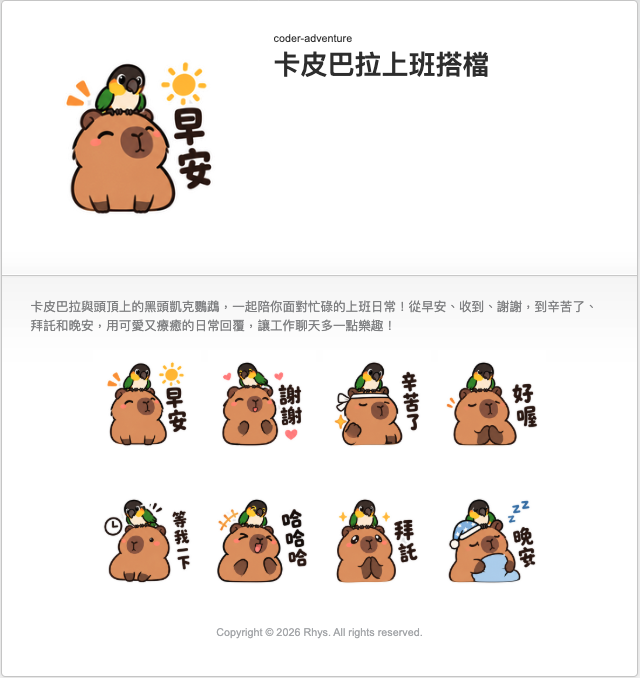 coder-adventure
卡皮巴拉上班搭檔
早安
卡皮巴拉與頭頂上的黑頭凱克鸚鵡，一起陪你面對忙碌的上班日常！從早安、收到、謝謝，到辛苦了、
拜託和晚安，用可愛又療癒的日常回覆，讓工作聊天多一點樂趣！
早安
謝謝
辛苦了
好喔
等我一下
哈哈哈
拜託
晚安
z z z
Copyright © 2026 Rhys. All rights reserved.